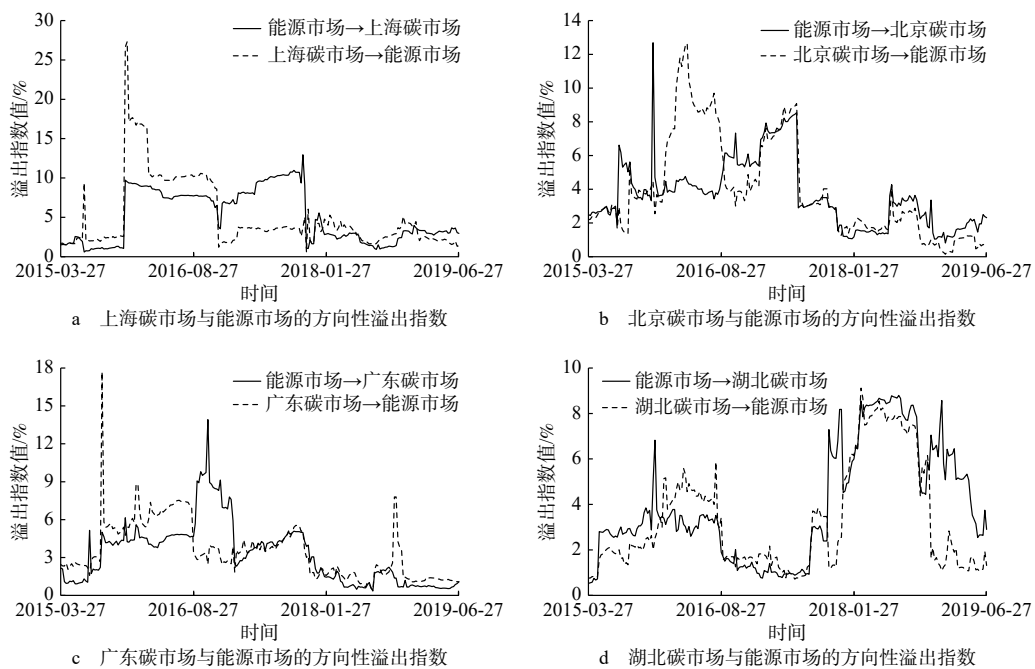 能源市场→上海碳市场
上海碳市场→能源市场
溢出指数值/%
30
25
20
15
10
5
0
2015-03-27 2016-08-27 2018-01-27 2019-06-27
时间
a 上海碳市场与能源市场的方向性溢出指数
能源市场→北京碳市场
北京碳市场→能源市场
溢出指数值/%
14
12
10
8
6
4
2
0
2015-03-27 2016-08-27 2018-01-27 2019-06-27
时间
b 北京碳市场与能源市场的方向性溢出指数
能源市场→广东碳市场
广东碳市场→能源市场
溢出指数值/%
18
15
12
9
6
3
0
2015-03-27 2016-08-27 2018-01-27 2019-06-27
时间
c 广东碳市场与能源市场的方向性溢出指数
能源市场→湖北碳市场
湖北碳市场→能源市场
溢出指数值/%
10
8
6
4
2
0
2015-03-27 2016-08-27 2018-01-27 2019-06-27
时间
d 湖北碳市场与能源市场的方向性溢出指数